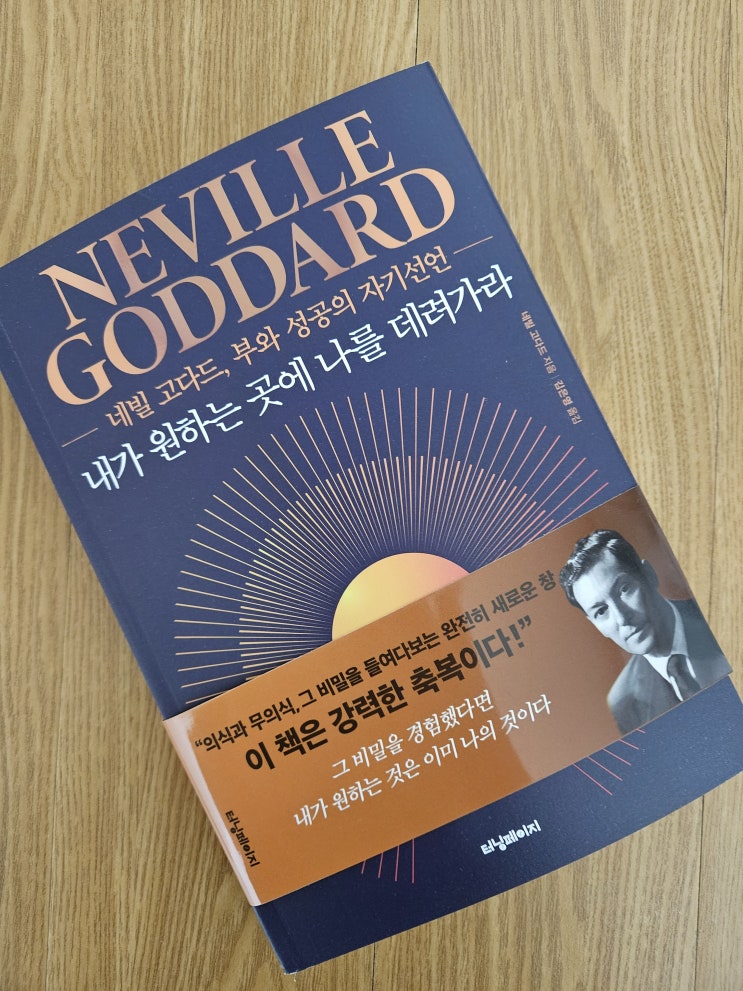 NEVILLE
GODDARD
네빌 고다드, 부와 성공의 자기선언
내가 원하는 곳에 나를 데려가라
네빌 고다드 지음 | 김은영 옮김
“의식과 무의식, 그 비밀을 들여다보는 완전히 새로운 창
이 책은 강력한 축복이다!”
그 비밀을 경험했다면
내가 원하는 것은 이미 나의 것이다
터닝페이지
터닝페이지